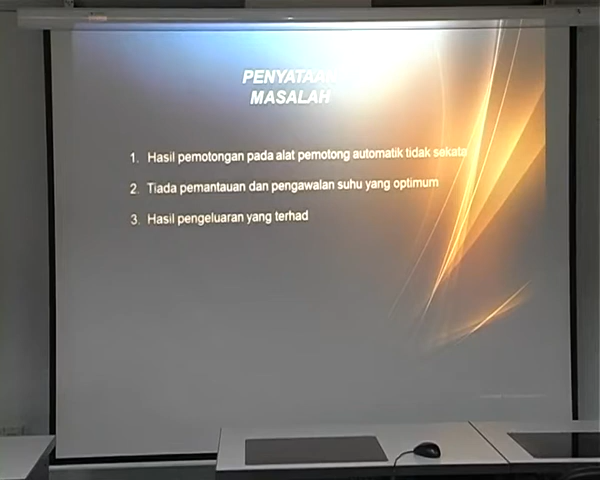 PENYATAAN
MASALAH
1. Hasil pemotongan pada alat pemotong automatik tidak sekata
2. Tiada pemantauan dan pengawalan suhu yang optimum
3. Hasil pengeluaran yang terhad